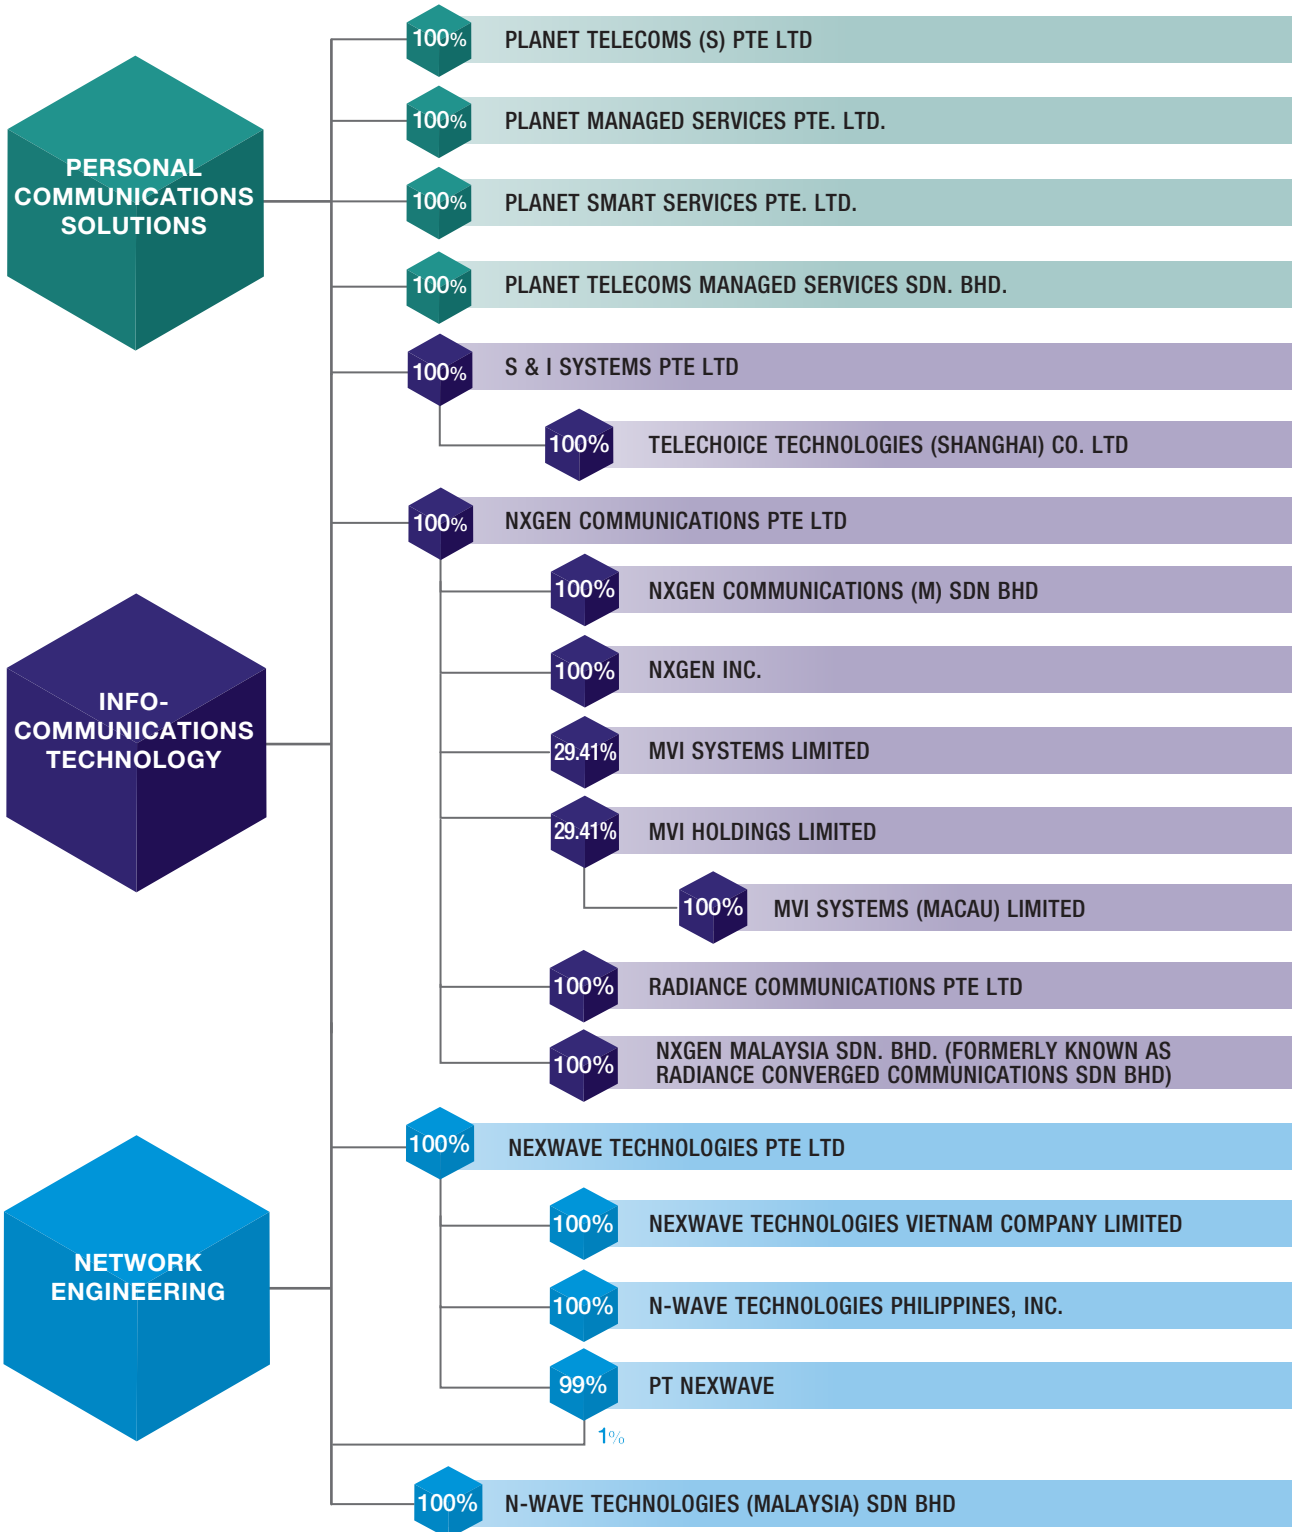 100% PLANET TELECOMS (S) PTE LTD
100% PLANET MANAGED SERVICES PTE. LTD.
PERSONAL
COMMUNICATIONS
SOLUTIONS
100% PLANET SMART SERVICES PTE. LTD.
100% PLANET TELECOMS MANAGED SERVICES SDN. BHD.
100% S & I SYSTEMS PTE LTD
100% TELECHOICE TECHNOLOGIES (SHANGHAI) CO. LTD
100% NXGEN COMMUNICATIONS PTE LTD
100% NXGEN COMMUNICATIONS (M) SDN BHD
100% NXGEN INC.
INFO-
COMMUNICATIONS
TECHNOLOGY
29.41% MVI SYSTEMS LIMITED
29.41% MVI HOLDINGS LIMITED
100% MVI SYSTEMS (MACAU) LIMITED
100% RADIANCE COMMUNICATIONS PTE LTD
100% NXGEN MALAYSIA SDN. BHD. (FORMERLY KNOWN AS
RADIANCE CONVERGED COMMUNICATIONS SDN BHD)
100% NEXWAVE TECHNOLOGIES PTE LTD
100% NEXWAVE TECHNOLOGIES VIETNAM COMPANY LIMITED
NETWORK
ENGINEERING
100% N-WAVE TECHNOLOGIES PHILIPPINES, INC.
99% PT NEXWAVE
1%
100% N-WAVE TECHNOLOGIES (MALAYSIA) SDN BHD